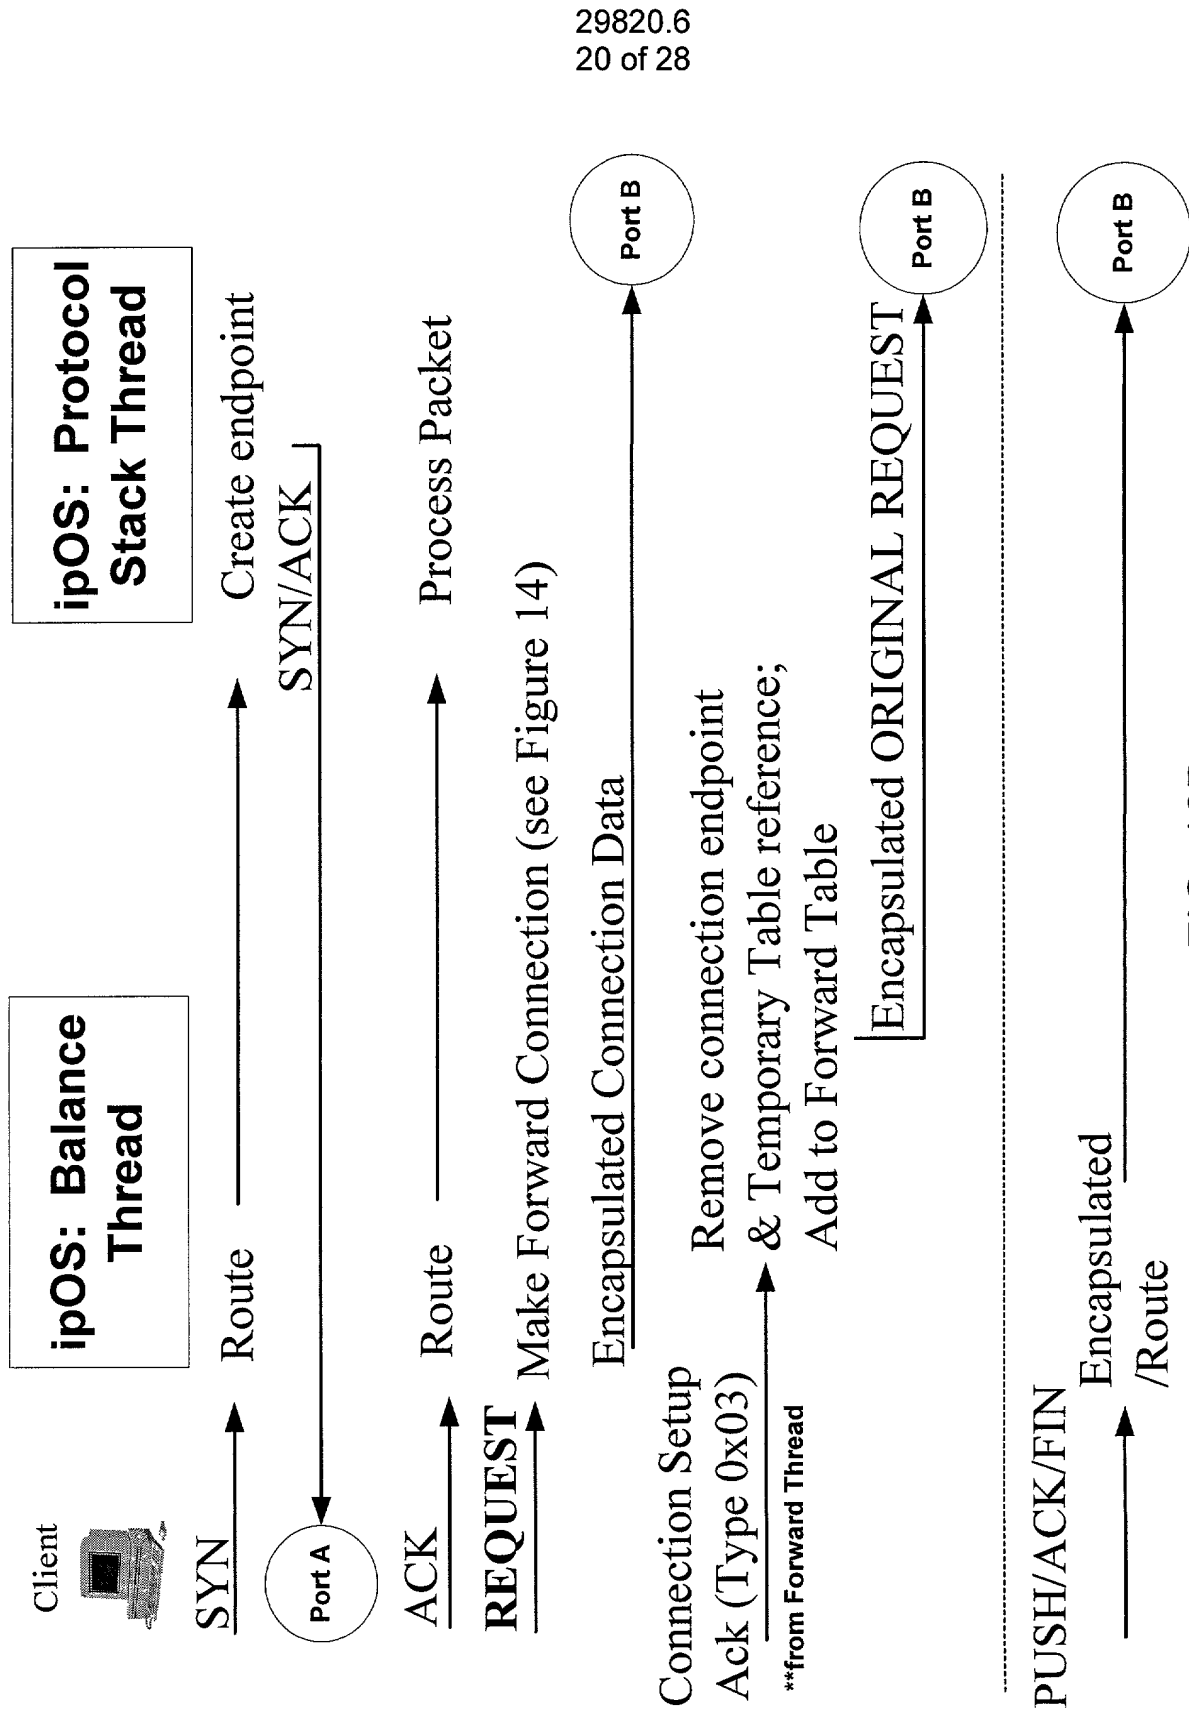 29820.6
20 of 28
Client
ipOS: Balance
Thread
ipOS: Protocol
Stack Thread
SYN
Route
Create endpoint
SYN/ACK
Port A
ACK
Route
Process Packet
REQUEST
Make Forward Connection (see Figure 14)
Encapsulated Connection Data
Port B
Connection Setup
Ack (Type 0x03)
**from Forward Thread
Remove connection endpoint
& Temporary Table reference;
Add to Forward Table
Encapsulated ORIGINAL REQUEST
Port B
PUSH/ACK/FIN
Encapsulated
/Route
Port B